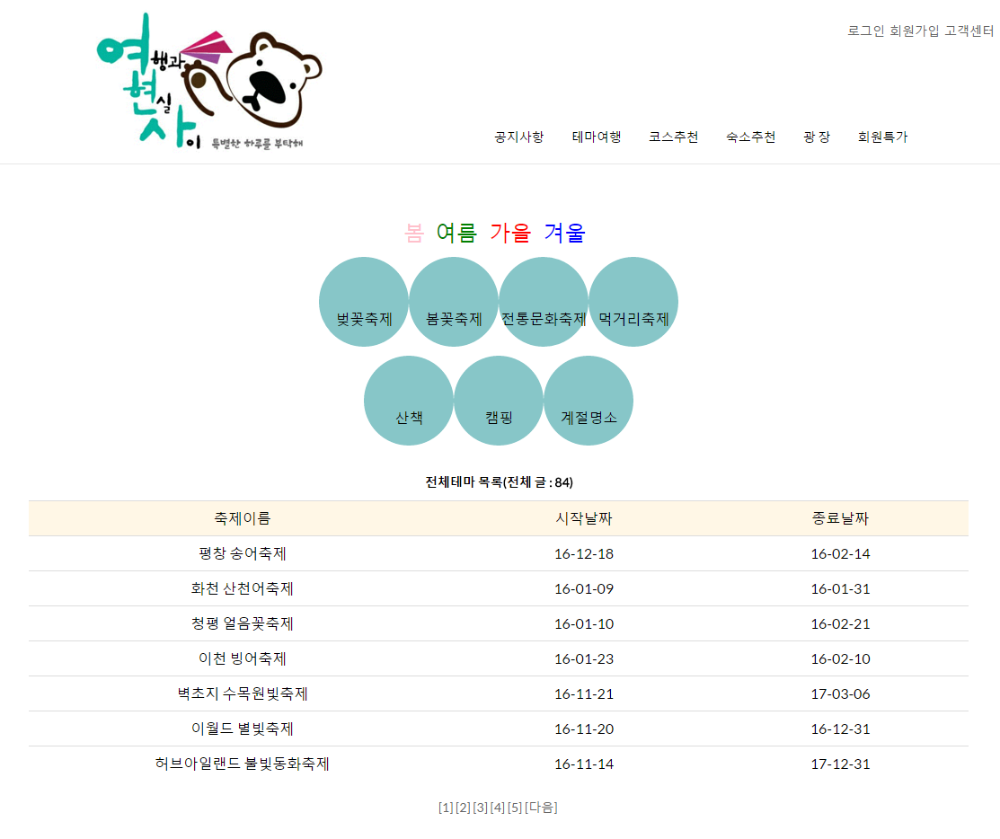 여행과
현실
사이 특별한 하루를 부탁해
로그인 회원가입 고객센터
공지사항 테마여행 코스추천 숙소추천 광 장 회원특가
봄 여름 가을 겨울
벚꽃축제 봄꽃축제 전통문화축제 먹거리축제
산책 캠핑 계절명소
전체테마 목록(전체 글 : 84)
축제이름 시작날짜 종료날짜
평창 송어축제 16-12-18 16-02-14
화천 산천어축제 16-01-09 16-01-31
청평 얼음꽃축제 16-01-10 16-02-21
이천 빙어축제 16-01-23 16-02-10
벽초지 수목원빛축제 16-11-21 17-03-06
이월드 별빛축제 16-11-20 16-12-31
허브아일랜드 불빛동화축제 16-11-14 17-12-31
[1] [2] [3] [4] [5] [다음]